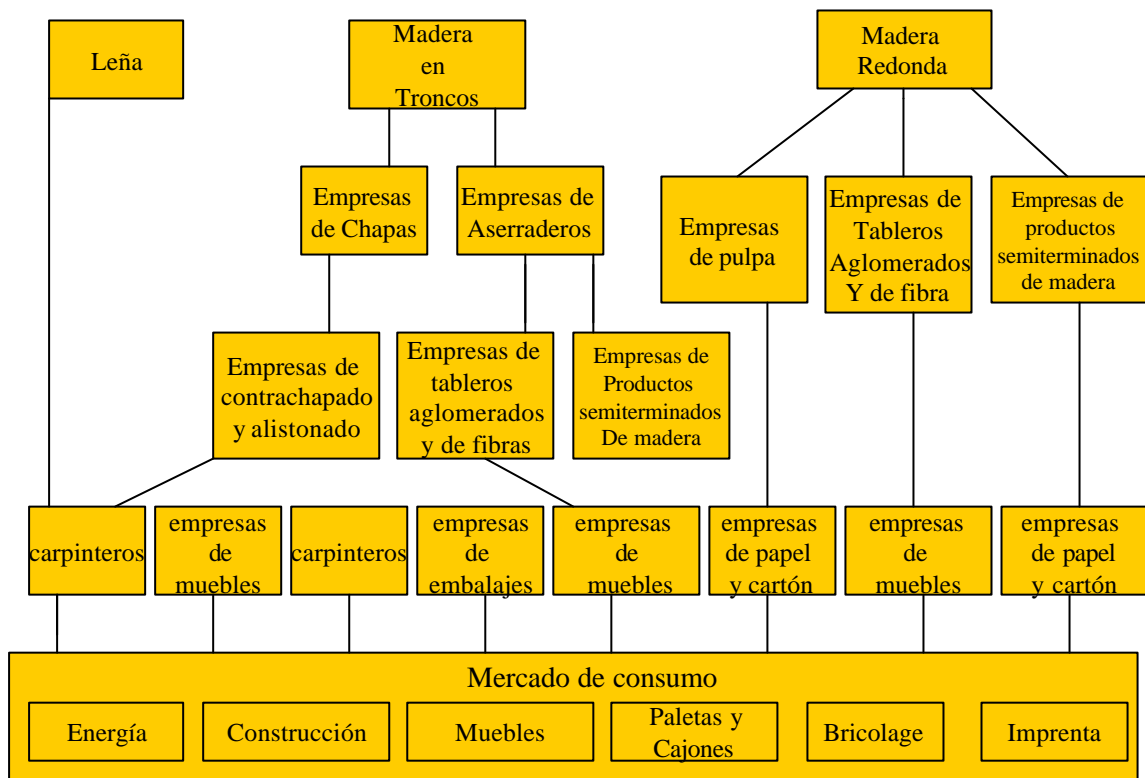 Leña
Madera
en
Troncos
Madera
Redonda
Empresas
de Chapas
Empresas de
Aserraderos
Empresas
de pulpa
Empresas de
Tableros
Aglomerados
Y de fibra
Empresas de
productos
semiterminados
de madera
Empresas de
contrachapado
y alistonado
Empresas de
tableros
aglomerados
y de fibras
Empresas de
Productos
semiterminados
De madera
carpinteros
empresas
de
muebles
carpinteros
empresas
de
embalajes
empresas
de
muebles
empresas
de papel
y cartón
empresas
de
muebles
empresas
de papel
y cartón
Mercado de consumo
Energía
Construcción
Muebles
Paletas y
Cajones
Bricolage
Imprenta